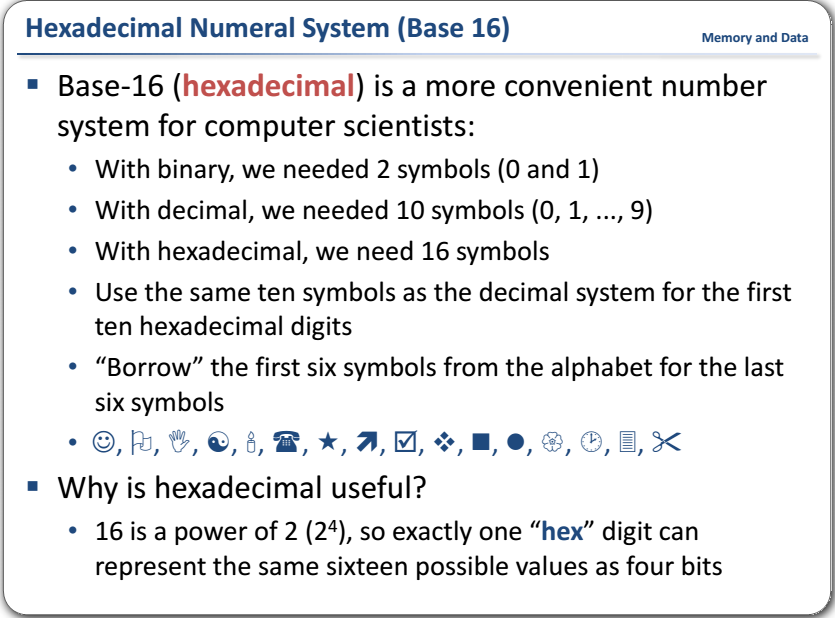 Hexadecimal Numeral System (Base 16)
Memory and Data
▪ Base-16 (hexadecimal) is a more convenient number
system for computer scientists:
• With binary, we needed 2 symbols (0 and 1)
• With decimal, we needed 10 symbols (0, 1, ..., 9)
• With hexadecimal, we need 16 symbols
• Use the same ten symbols as the decimal system for the first
ten hexadecimal digits
• “Borrow” the first six symbols from the alphabet for the last
six symbols
• ☺, 🏱, 🖐, ☯, 🕯, ☎, ★, ➚, ☑, ❖, ■, ●, 🏵, 🕑, 🗏, ✂
▪ Why is hexadecimal useful?
• 16 is a power of 2 (2⁴), so exactly one “hex” digit can
represent the same sixteen possible values as four bits